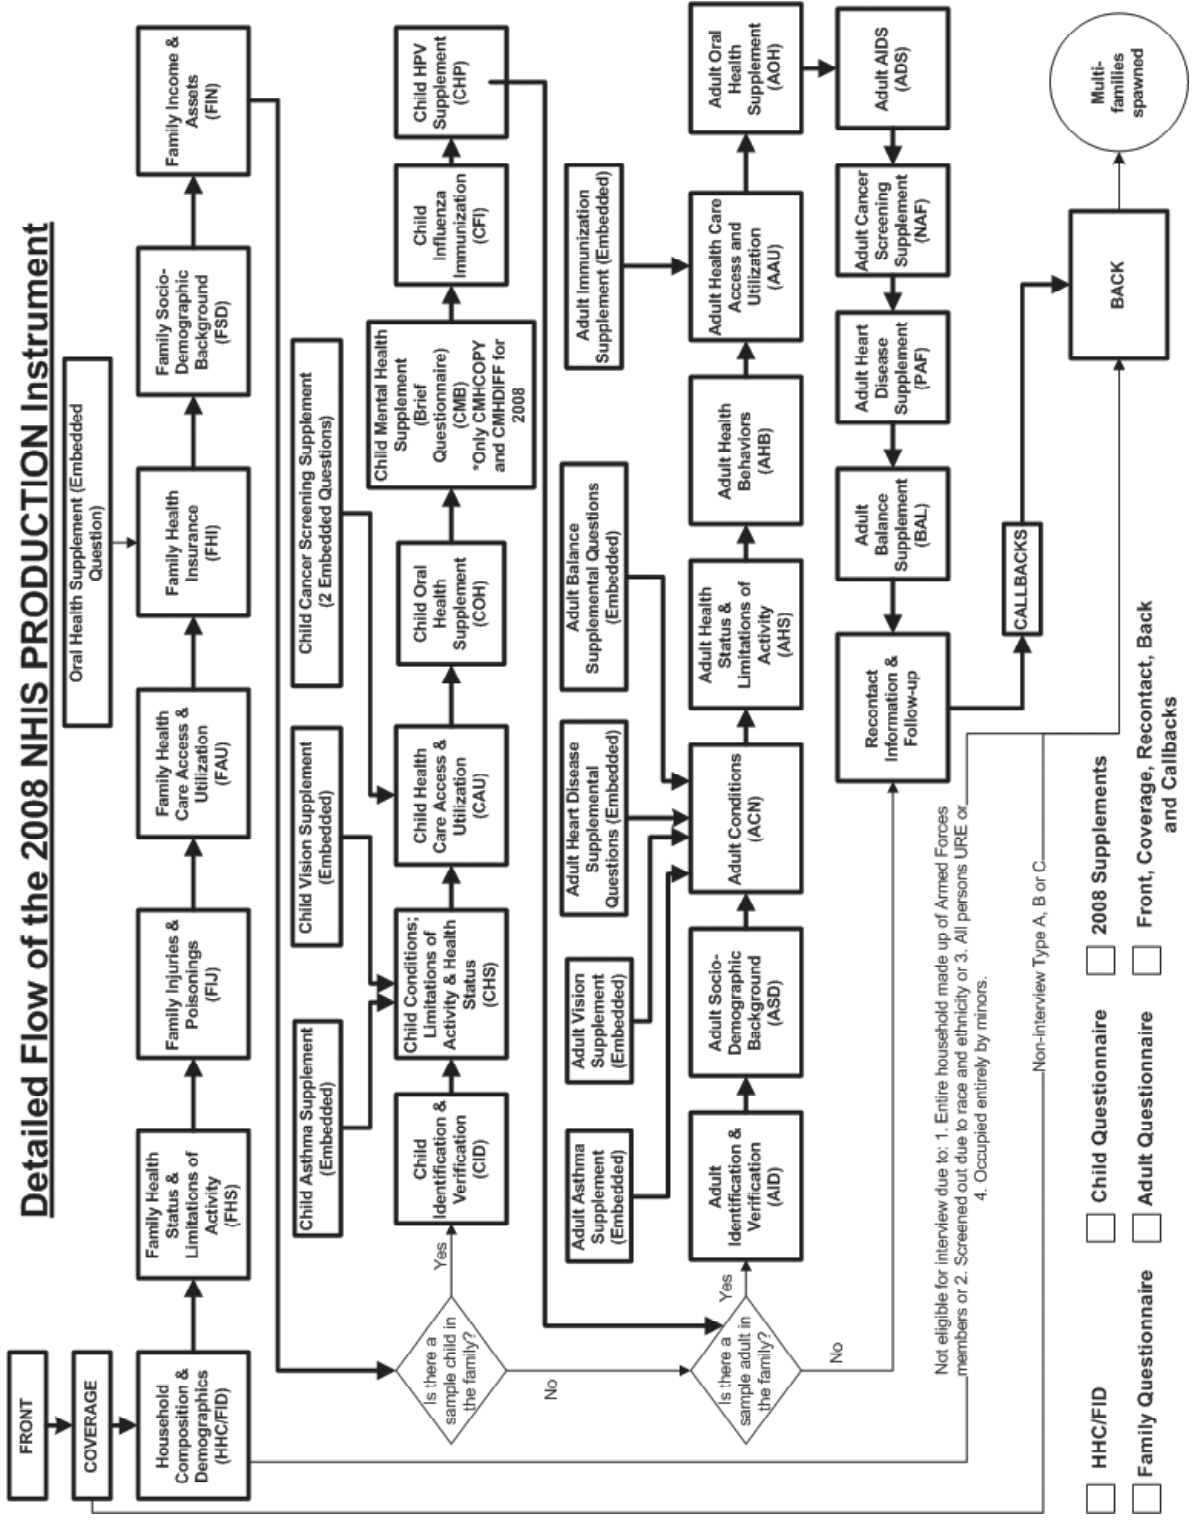 Detailed Flow of the 2008 NHIS PRODUCTION Instrument
FRONT
COVERAGE
Household
Composition &
Demographics
(HHC/FID)
Family Health
Status &
Limitations of
Activity
(FHS)
Family Injuries &
Poisonings
(FIJ)
Family Health
Care Access &
Utilization
(FAU)
Oral Health Supplement (Embedded
Question)
Family Health
Insurance
(FHI)
Family Socio-
Demographic
Background
(FSD)
Family Income &
Assets
(FIN)
Is there a
sample child in
the family?
Yes
No
Child Asthma Supplement
(Embedded)
Child Vision Supplement
(Embedded)
Child Cancer Screening Supplement
(2 Embedded Questions)
Child
Identification &
Verification
(CID)
Child Conditions;
Limitations of
Activity & Health
Status
(CHS)
Child Health
Care Access &
Utilization
(CAU)
Child Oral
Health
Supplement
(COH)
Child Mental Health
Supplement
(Brief
Questionnaire)
(CMB)
*Only CMHCOPY
and CMHDIFF for
2008
Child
Influenza
Immunization
(CFI)
Child HPV
Supplement
(CHP)
Is there a
sample adult in
the family?
Yes
No
Adult Asthma
Supplement
(Embedded)
Adult Vision
Supplement
(Embedded)
Adult Heart Disease
Supplemental
Questions (Embedded)
Adult Balance
Supplemental Questions
(Embedded)
Adult Immunization
Supplement (Embedded)
Adult
Identification &
Verification
(AID)
Adult Socio-
Demographic
Background
(ASD)
Adult Conditions
(ACN)
Adult Health
Status &
Limitations of
Activity
(AHS)
Adult Health
Behaviors
(AHB)
Adult Health Care
Access and
Utilization
(AAU)
Adult Oral
Health
Supplement
(AOH)
Adult AIDS
(ADS)
Adult Cancer
Screening
Supplement
(NAF)
Adult Heart
Disease
Supplement
(PAF)
Adult
Balance
Supplement
(BAL)
Recontact
Information &
Follow-up
CALLBACKS
BACK
Multi-
families
spawned
Not eligible for interview due to: 1. Entire household made up of Armed Forces
members or 2. Screened out due to race and ethnicity or 3. All persons URE or
4. Occupied entirely by minors.
Non-interview Type A, B or C
HHC/FID
Child Questionnaire
2008 Supplements
Family Questionnaire
Adult Questionnaire
Front, Coverage, Recontact, Back
and Callbacks